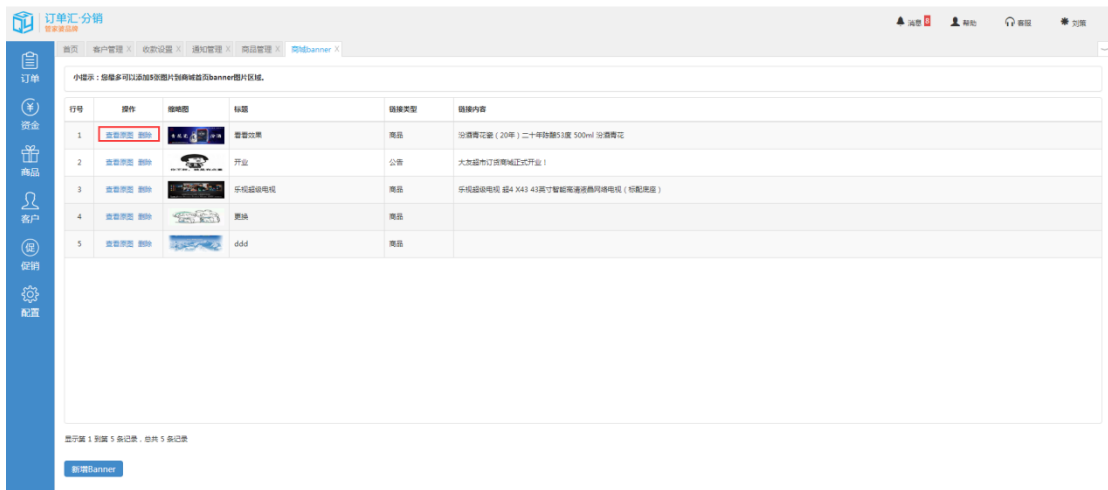 订单汇·分销
管家婆品牌
消息 8 帮助 客服 刘策
首页 客户管理 X 收款设置 X 通知管理 X 商品管理 X 商城banner X
订单
资金
商品
客户
促
促销
配置
小提示：您最多可以添加5张图片到商城首页banner图片区域。
行号 操作 缩略图 标题 链接类型 链接内容
1 查看原图 删除 看看效果 商品 汾酒青花瓷（20年）二十年陈酿53度 500ml 汾酒青花
2 查看原图 删除 开业 公告 大友超市订货商城正式开业！
3 查看原图 删除 乐视超级电视 商品 乐视超级电视 超4 X43 43英寸智能高清液晶网络电视（标配底座）
4 查看原图 删除 更换 商品
5 查看原图 删除 ddd 商品
显示第 1 到第 5 条记录，总共 5 条记录
新增Banner